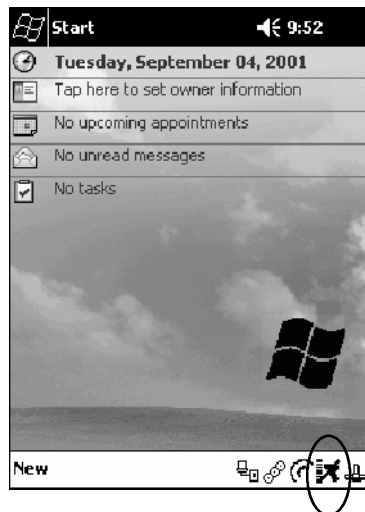 Start 9:52
Tuesday, September 04, 2001
Tap here to set owner information
No upcoming appointments
No unread messages
No tasks
New